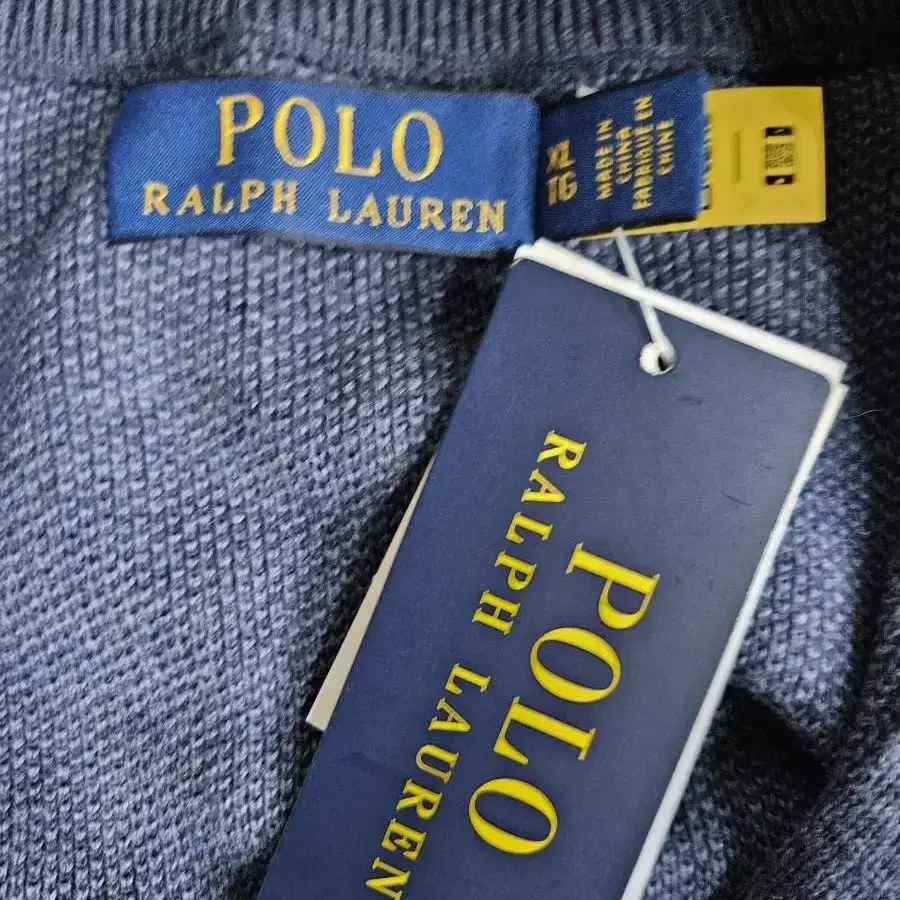 POLO
RALPH LAUREN
XL
TG
MADE IN
CHINA
FABRIQUÉ EN
CHINE
POLO
RALPH LAUREN